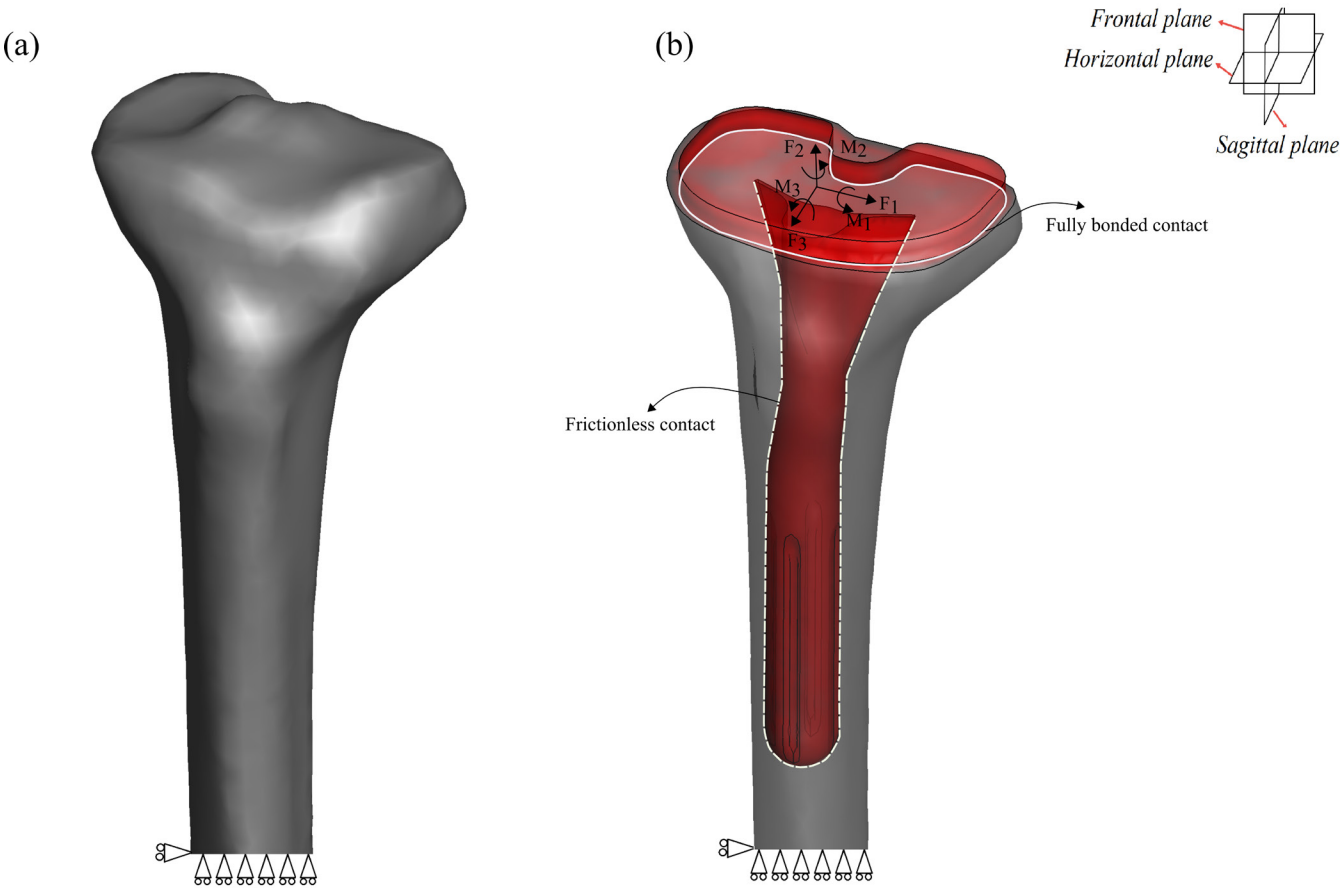 (a)
(b)
Frontal plane
Horizontal plane
Sagittal plane
F2
M2
M3
F1
M1
F3
Fully bonded contact
Frictionless contact